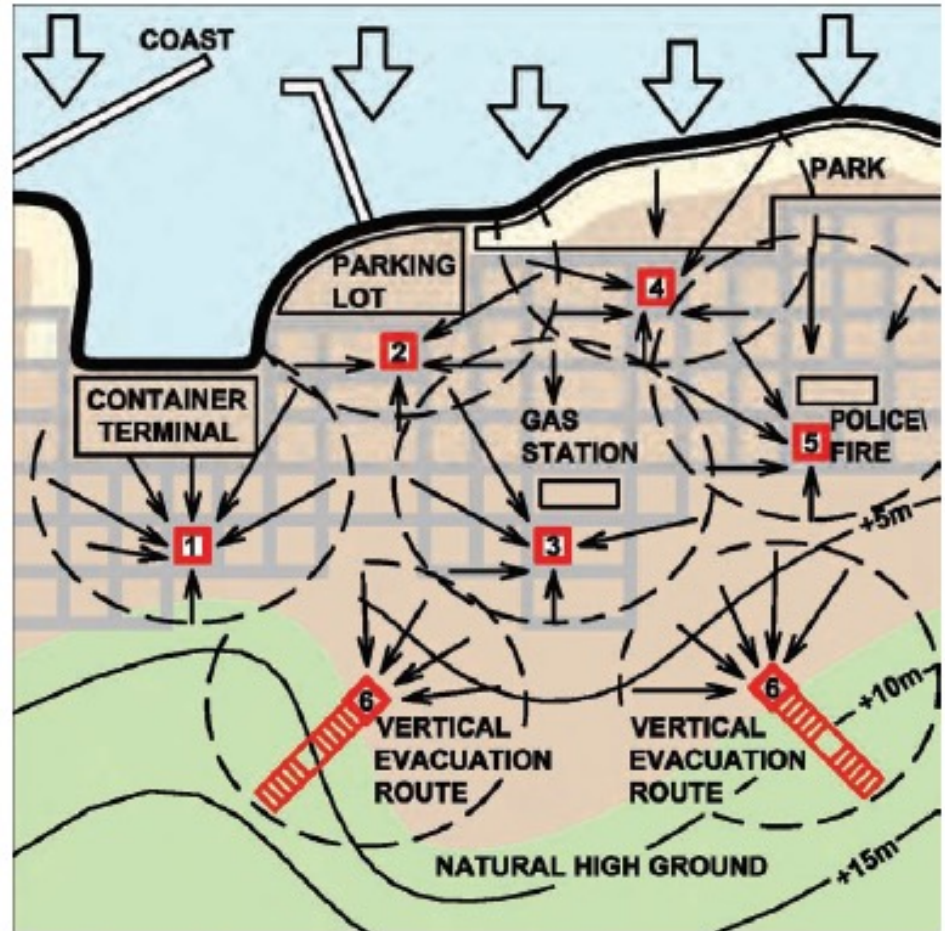 COAST
PARK
PARKING
LOT
4
2
CONTAINER
TERMINAL
GAS
STATION
5
POLICE\
FIRE
1
3
+5m
6
VERTICAL
EVACUATION
ROUTE
6
VERTICAL
EVACUATION
ROUTE
+10m
NATURAL HIGH GROUND
+15m